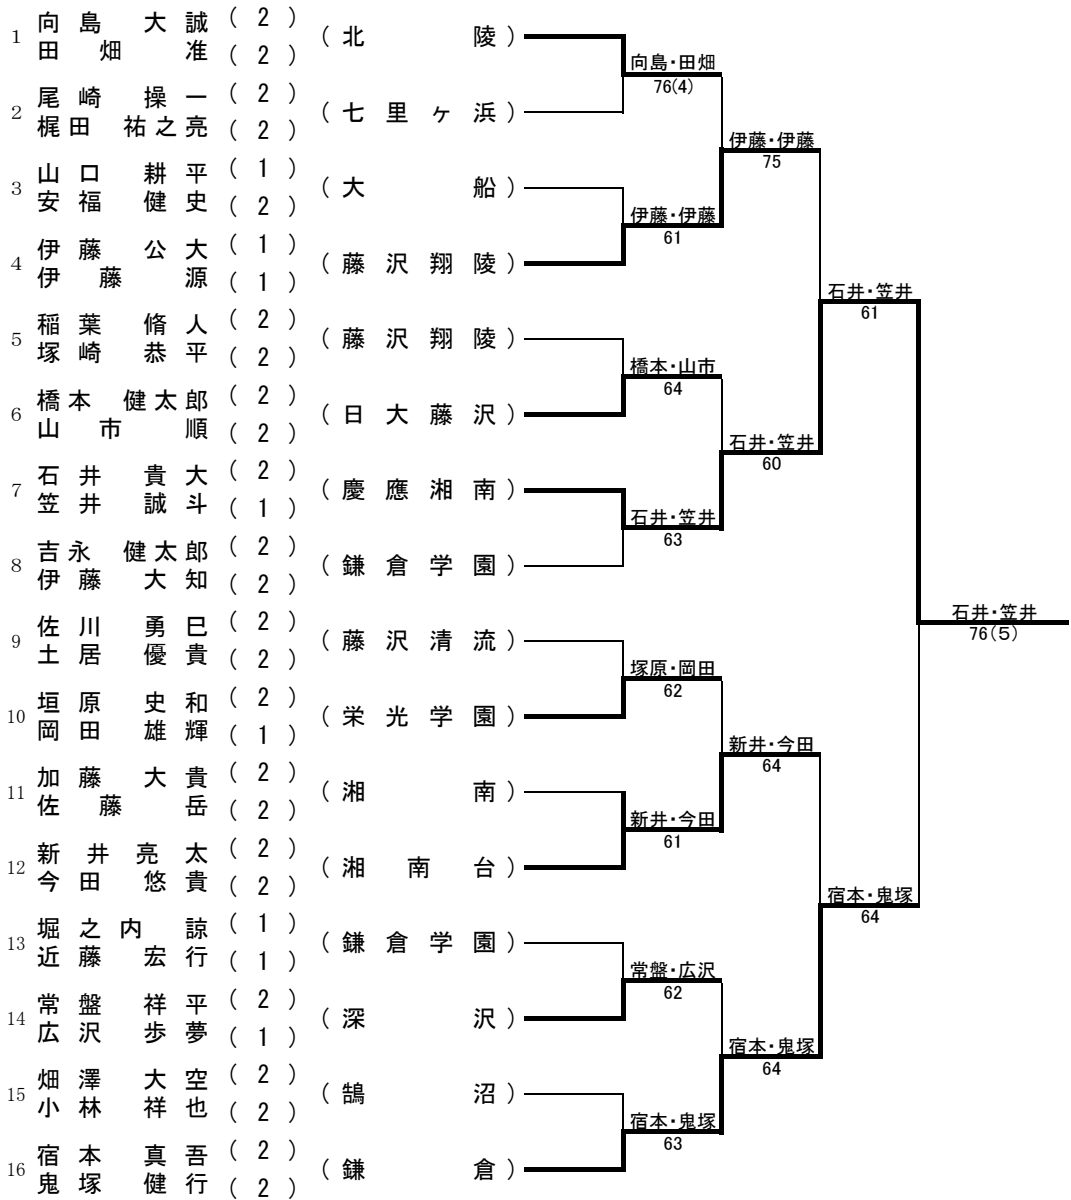 1 向島 大誠 (2) (北陵)
田畑 准 (2)
向島・田畑
76(4)
2 尾崎 操一 (2) (七里ヶ浜)
梶田 祐之亮 (2)
伊藤・伊藤
75
3 山口 耕平 (1) (大船)
安福 健史 (2)
伊藤・伊藤
61
4 伊藤 公大 (1) (藤沢翔陵)
伊藤 源 (1)
石井・笠井
61
5 稲葉 脩人 (2) (藤沢翔陵)
塚崎 恭平 (2)
橋本・山市
64
6 橋本 健太郎 (2) (日大藤沢)
山市 順 (2)
石井・笠井
60
7 石井 貴大 (2) (慶應湘南)
笠井 誠斗 (1)
石井・笠井
63
8 吉永 健太郎 (2) (鎌倉学園)
伊藤 大知 (2)
石井・笠井
76(5)
9 佐川 勇巳 (2) (藤沢清流)
土居 優貴 (2)
塚原・岡田
62
10 垣原 史和 (2) (栄光学園)
岡田 雄輝 (1)
新井・今田
64
11 加藤 大貴 (2) (湘南)
佐藤 岳 (2)
新井・今田
61
12 新井 亮太 (2) (湘南台)
今田 悠貴 (2)
宿本・鬼塚
64
13 堀之内 諒 (1) (鎌倉学園)
近藤 宏行 (1)
常盤・広沢
62
14 常盤 祥平 (2) (深沢)
広沢 歩夢 (1)
宿本・鬼塚
64
15 畑澤 大空 (2) (鵠沼)
小林 祥也 (2)
宿本・鬼塚
63
16 宿本 真吾 (2) (鎌倉)
鬼塚 健行 (2)